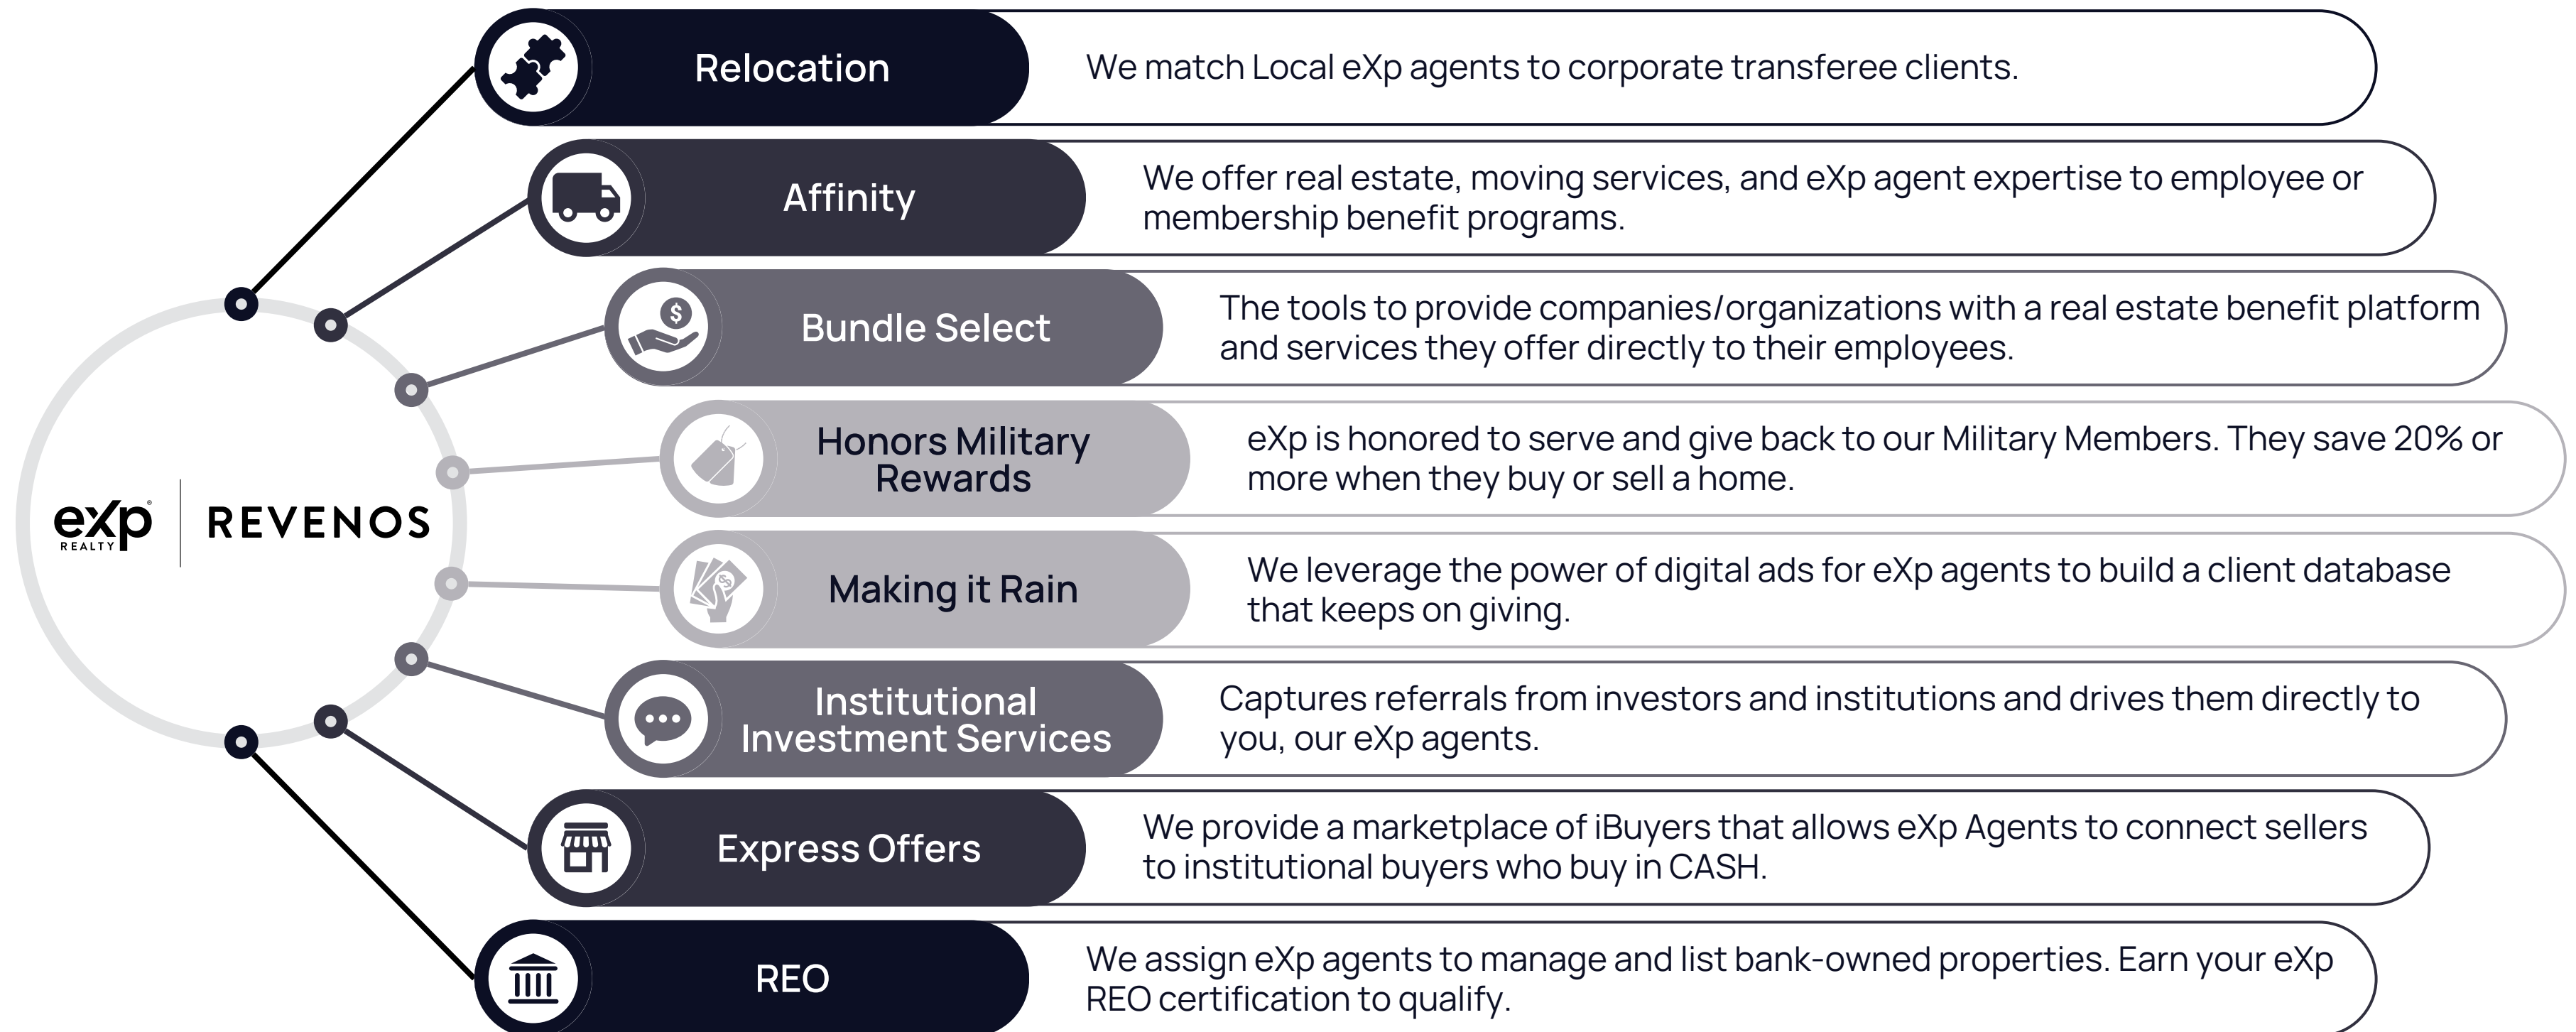 Relocation
We match Local eXp agents to corporate transferee clients.
Affinity
We offer real estate, moving services, and eXp agent expertise to employee or
membership benefit programs.
Bundle Select
The tools to provide companies/organizations with a real estate benefit platform
and services they offer directly to their employees.
Honors Military
Rewards
eXp is honored to serve and give back to our Military Members. They save 20% or
more when they buy or sell a home.
eXp®
REALTY
REVENOS
Making it Rain
We leverage the power of digital ads for eXp agents to build a client database
that keeps on giving.
Institutional
Investment Services
Captures referrals from investors and institutions and drives them directly to
you, our eXp agents.
Express Offers
We provide a marketplace of iBuyers that allows eXp Agents to connect sellers
to institutional buyers who buy in CASH.
REO
We assign eXp agents to manage and list bank-owned properties. Earn your eXp
REO certification to qualify.